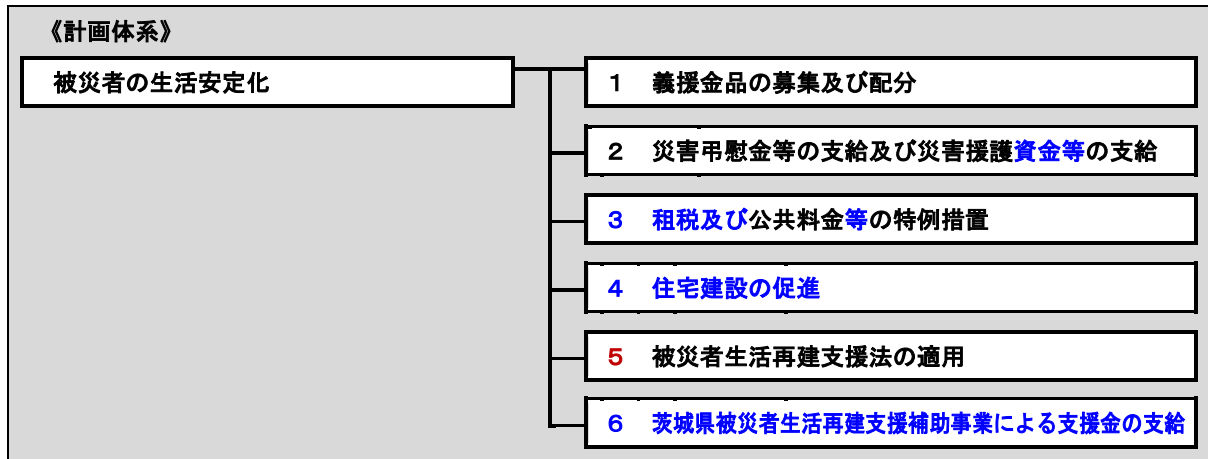 《計画体系》
被災者の生活安定化
1 義援金品の募集及び配分
2 災害弔慰金等の支給及び災害援護資金等の支給
3 租税及び公共料金等の特例措置
4 住宅建設の促進
5 被災者生活再建支援法の適用
6 茨城県被災者生活再建支援補助事業による支援金の支給